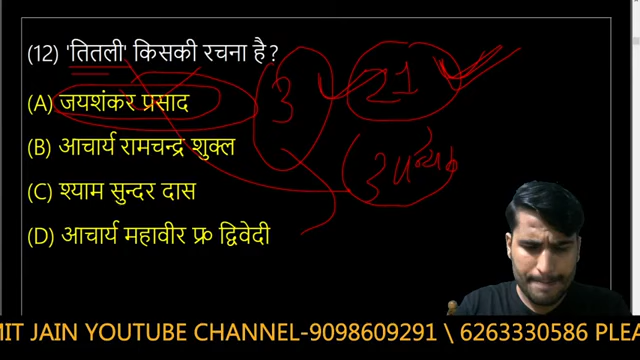 (12) 'तितली' किसकी रचना है?
(A) जयशंकर प्रसाद
(B) आचार्य रामचन्द्र शुक्ल
(C) श्याम सुन्दर दास
(D) आचार्य महावीर प्र० द्विवेदी
3
21
उपन्यास
MIT JAIN YOUTUBE CHANNEL-9098609291 \ 6263330586 PLEA